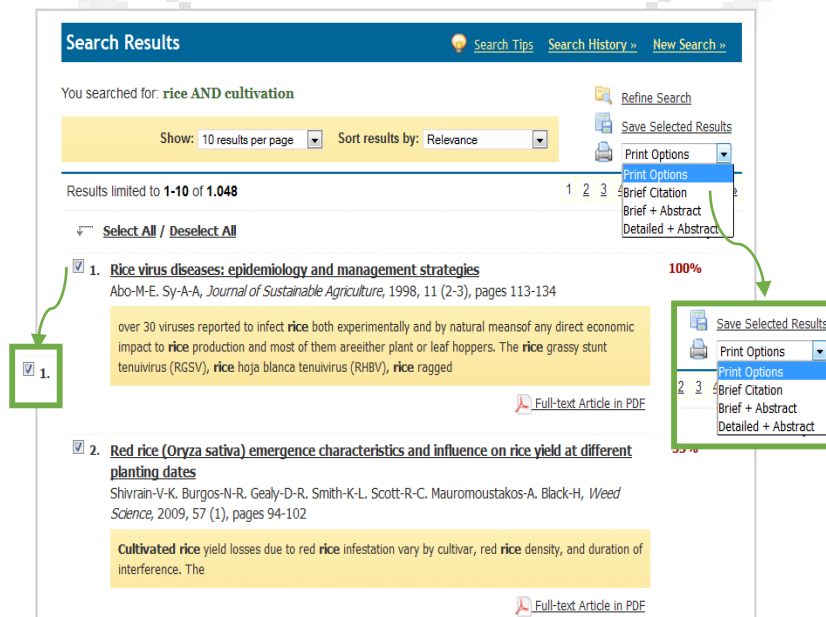 Search Results
Search Tips Search History » New Search »
You searched for: rice AND cultivation
Refine Search
Save Selected Results
Show: 10 results per page Sort results by: Relevance
Print Options
Print Options
Brief Citation
Brief + Abstract
Detailed + Abstract
Results limited to 1-10 of 1.048
1 2 3 »
Select All / Deselect All
1. Rice virus diseases: epidemiology and management strategies
100%
Abo-M-E. Sy-A-A, Journal of Sustainable Agriculture, 1998, 11 (2-3), pages 113-134
over 30 viruses reported to infect rice both experimentally and by natural meansof any direct economic
impact to rice production and most of them areeither plant or leaf hoppers. The rice grassy stunt
tenuivirus (RGSV), rice hoja blanca tenuivirus (RHBV), rice ragged
Full-text Article in PDF
1.
Save Selected Results
Print Options
Print Options
2 3
Brief Citation
Brief + Abstract
Detailed + Abstract
2. Red rice (Oryza sativa) emergence characteristics and influence on rice yield at different
planting dates
Shivrain-V-K. Burgos-N-R. Gealy-D-R. Smith-K-L. Scott-R-C. Mauromoustakos-A. Black-H, Weed
Science, 2009, 57 (1), pages 94-102
Cultivated rice yield losses due to red rice infestation vary by cultivar, red rice density, and duration of
interference. The
Full-text Article in PDF